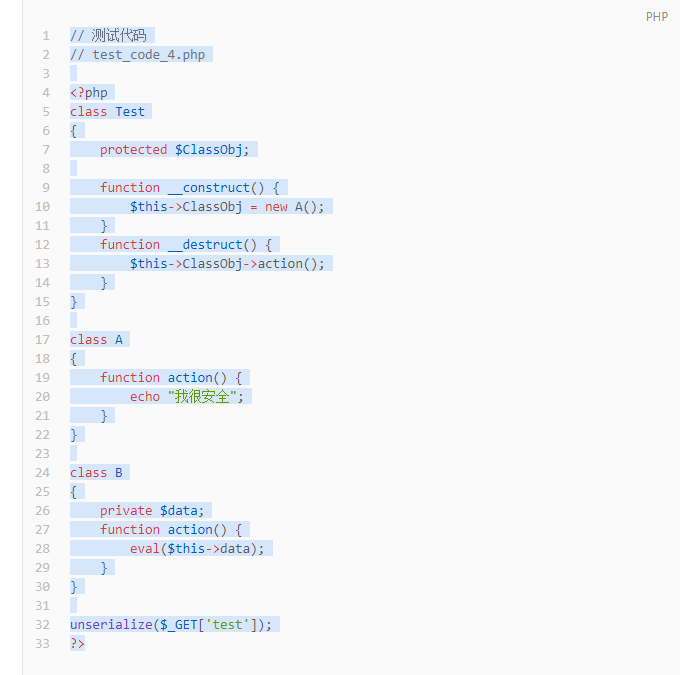 PHP
1 // 测试代码
2 // test_code_4.php
3
4 <?php
5 class Test
6 {
7     protected $ClassObj;
8
9     function __construct() {
10         $this->ClassObj = new A();
11     }
12     function __destruct() {
13         $this->ClassObj->action();
14     }
15 }
16
17 class A
18 {
19     function action() {
20         echo "我很安全";
21     }
22 }
23
24 class B
25 {
26     private $data;
27     function action() {
28         eval($this->data);
29     }
30 }
31
32 unserialize($_GET['test']);
33 ?>